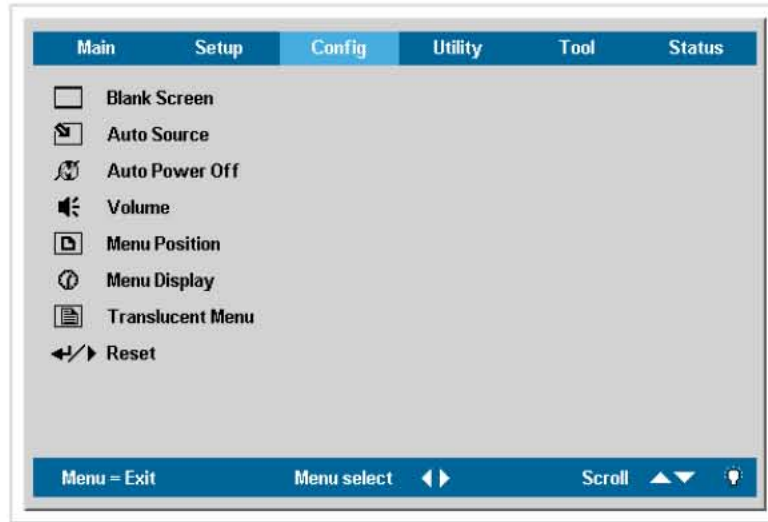 Main Setup Config Utility Tool Status
Blank Screen
Auto Source
Auto Power Off
Volume
Menu Position
Menu Display
Translucent Menu
Reset
Menu = Exit Menu select Scroll